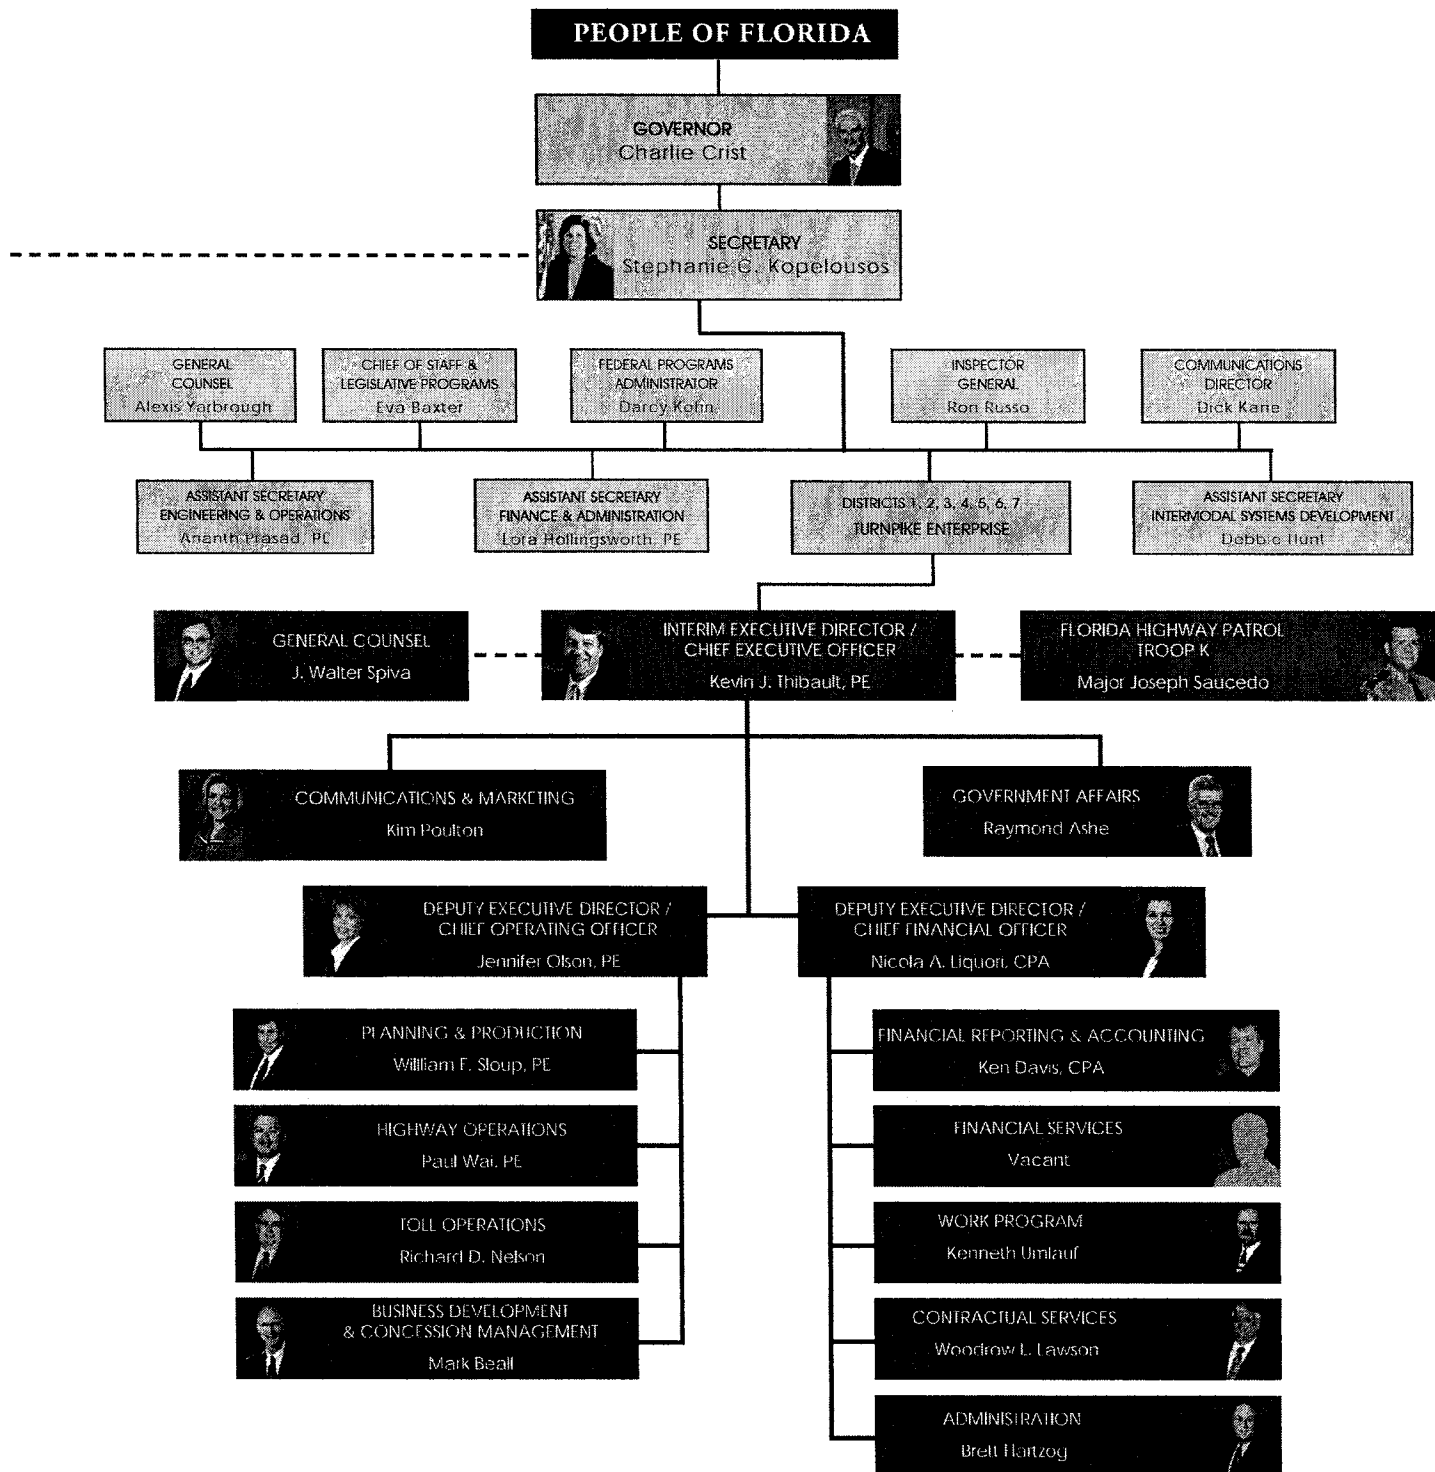 PEOPLE OF FLORIDA
GOVERNOR
Charlie Crist
SECRETARY
Stephanie C. Kopelousos
GENERAL
COUNSEL
Alexis Yarbrough
CHIEF OF STAFF &
LEGISLATIVE PROGRAMS
Eva Baxter
FEDERAL PROGRAMS
ADMINISTRATOR
Darcy Kohn
INSPECTOR
GENERAL
Ron Russo
COMMUNICATIONS
DIRECTOR
Dick Kane
ASSISTANT SECRETARY
ENGINEERING & OPERATIONS
Ananth Prasad, PE
ASSISTANT SECRETARY
FINANCE & ADMINISTRATION
Lora Hollingsworth, PE
DISTRICTS 1, 2, 3, 4, 5, 6, 7
TURNPIKE ENTERPRISE
ASSISTANT SECRETARY
INTERMODAL SYSTEMS DEVELOPMENT
Debbie Hunt
GENERAL COUNSEL
J. Walter Spiva
INTERIM EXECUTIVE DIRECTOR /
CHIEF EXECUTIVE OFFICER
Kevin J. Thibault, PE
FLORIDA HIGHWAY PATROL
TROOP K
Major Joseph Saucedo
COMMUNICATIONS & MARKETING
Kim Poulton
GOVERNMENT AFFAIRS
Raymond Ashe
DEPUTY EXECUTIVE DIRECTOR /
CHIEF OPERATING OFFICER
Jennifer Olson, PE
DEPUTY EXECUTIVE DIRECTOR /
CHIEF FINANCIAL OFFICER
Nicola A. Liquori, CPA
PLANNING & PRODUCTION
Willliam F. Sloup, PE
HIGHWAY OPERATIONS
Paul Wai, PE
TOLL OPERATIONS
Richard D. Nelson
BUSINESS DEVELOPMENT
& CONCESSION MANAGEMENT
Mark Beall
FINANCIAL REPORTING & ACCOUNTING
Ken Davis, CPA
FINANCIAL SERVICES
Vacant
WORK PROGRAM
Kenneth Umlauf
CONTRACTUAL SERVICES
Woodrow L. Lawson
ADMINISTRATION
Brett Hartzog